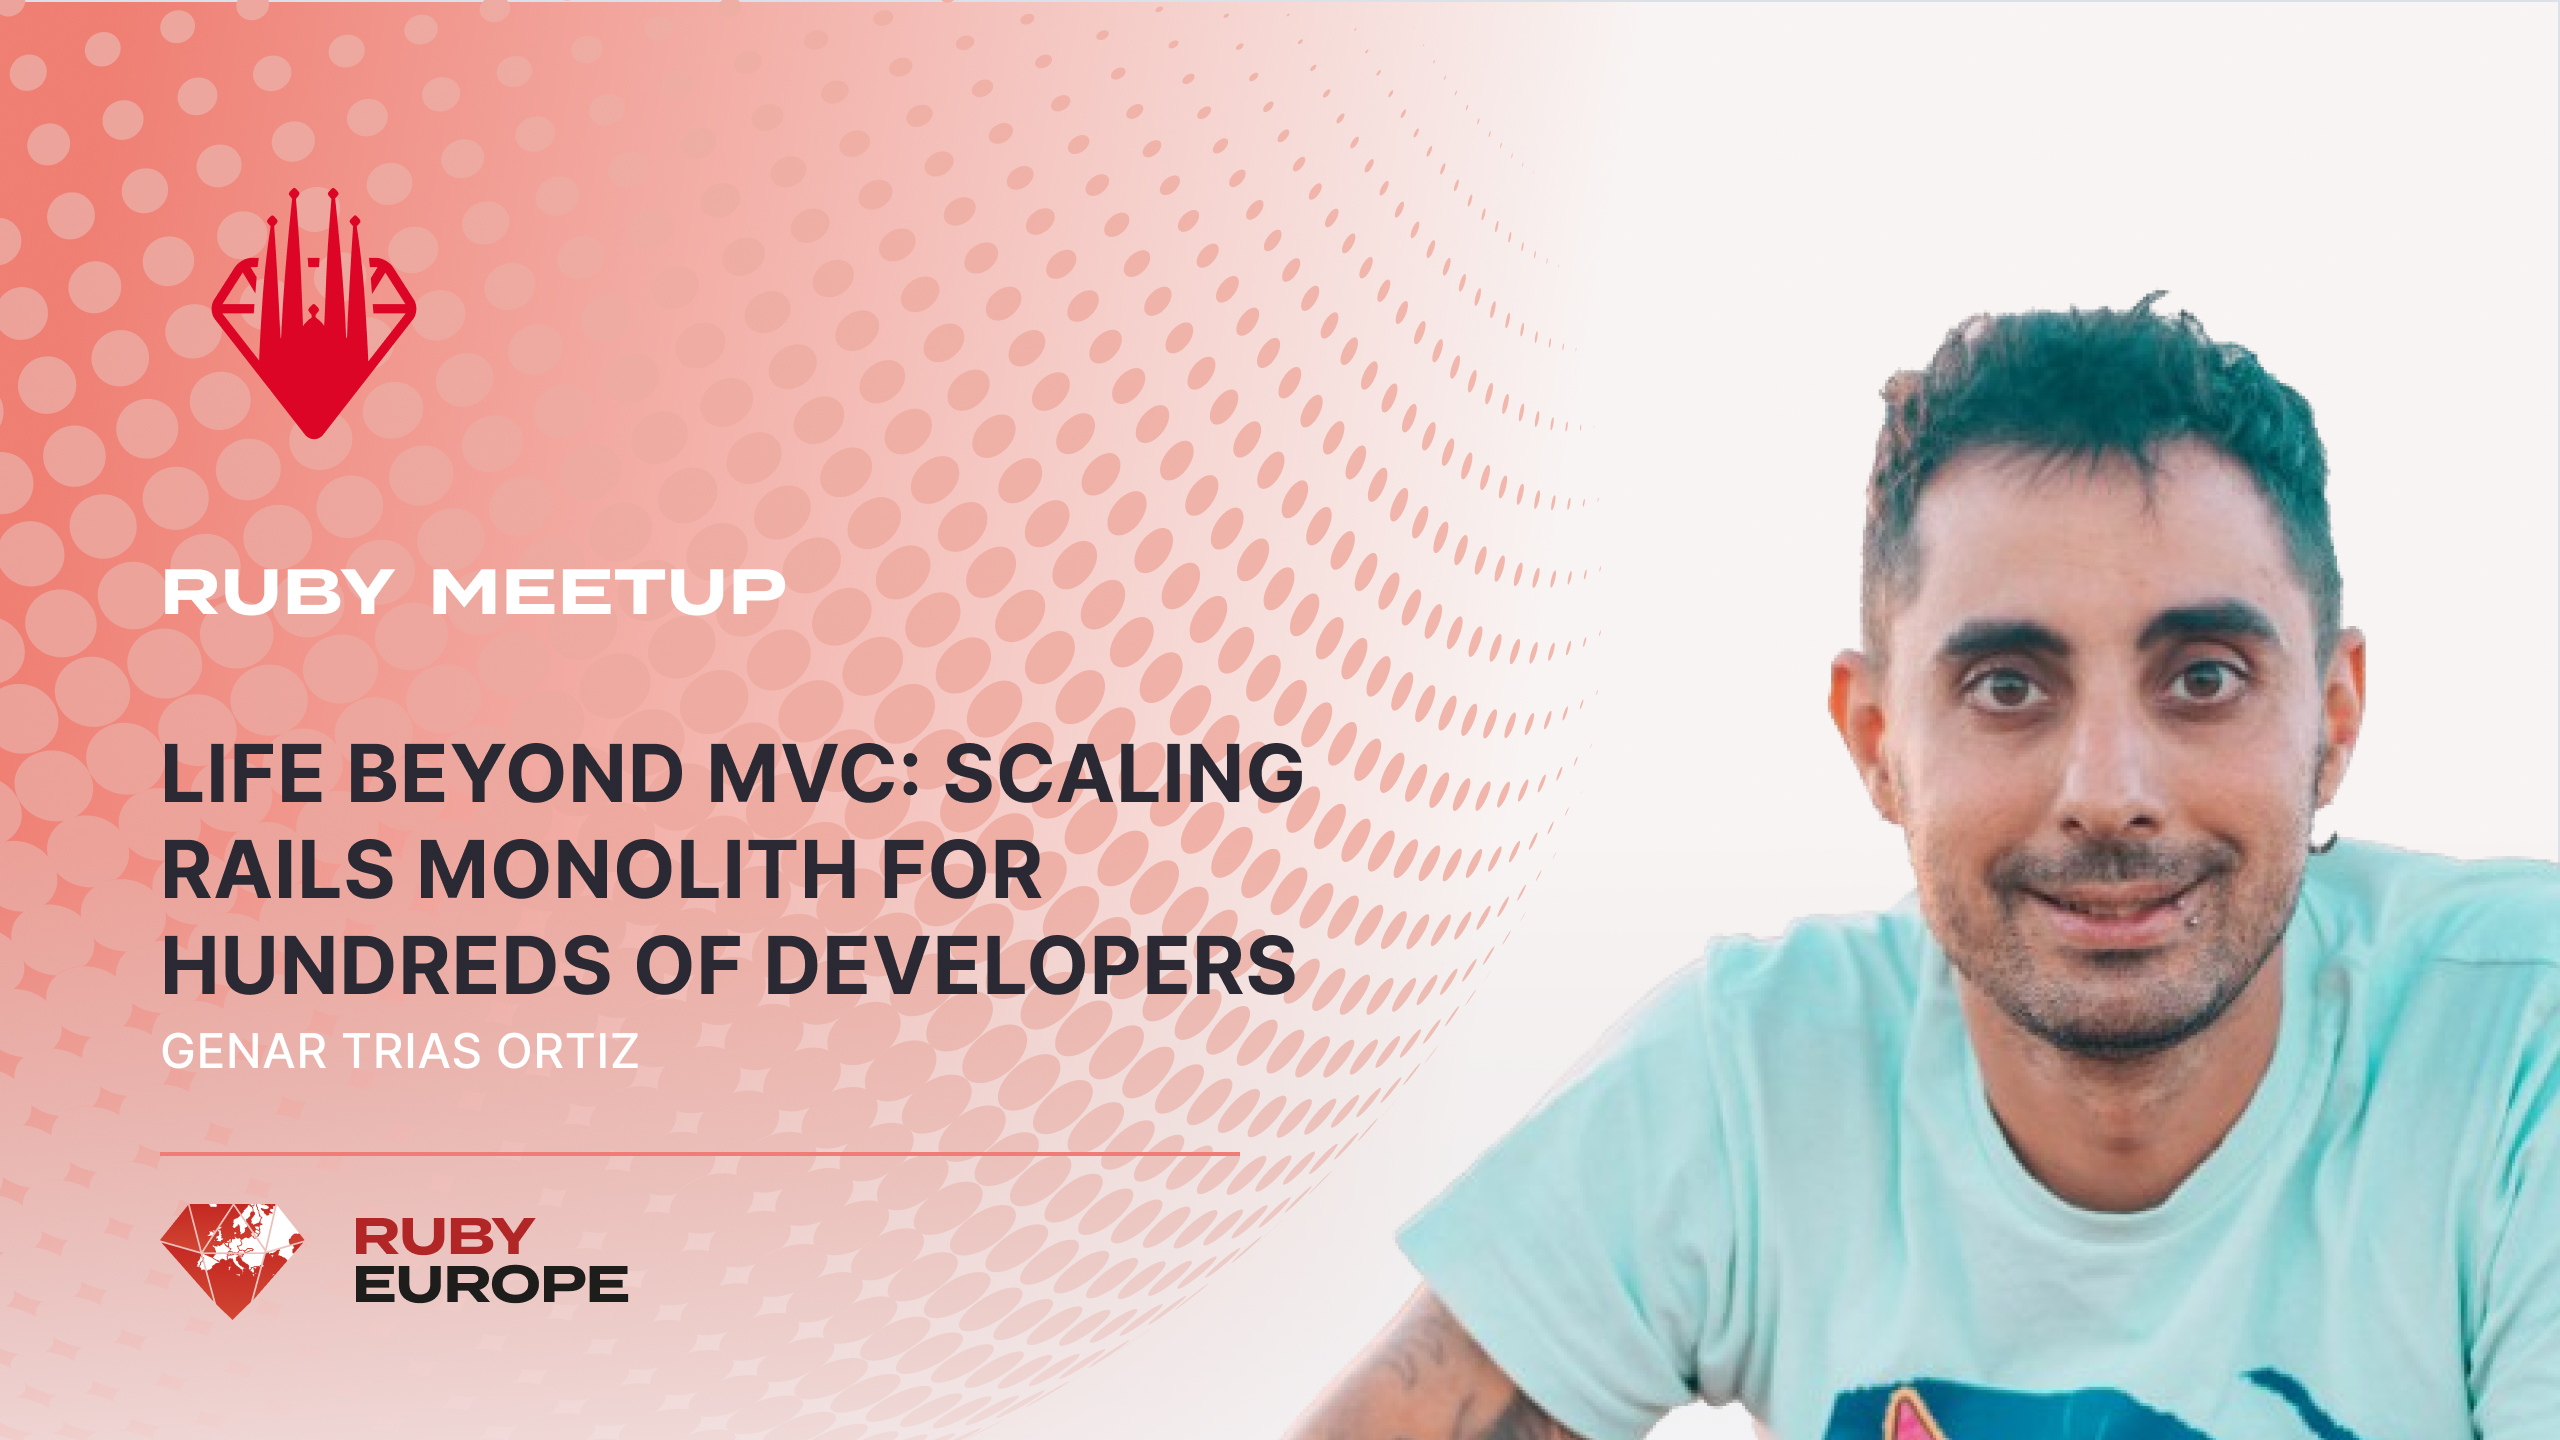 RUBY MEETUP
LIFE BEYOND MVC: SCALING
RAILS MONOLITH FOR
HUNDREDS OF DEVELOPERS
GENAR TRIAS ORTIZ
RUBY
EUROPE